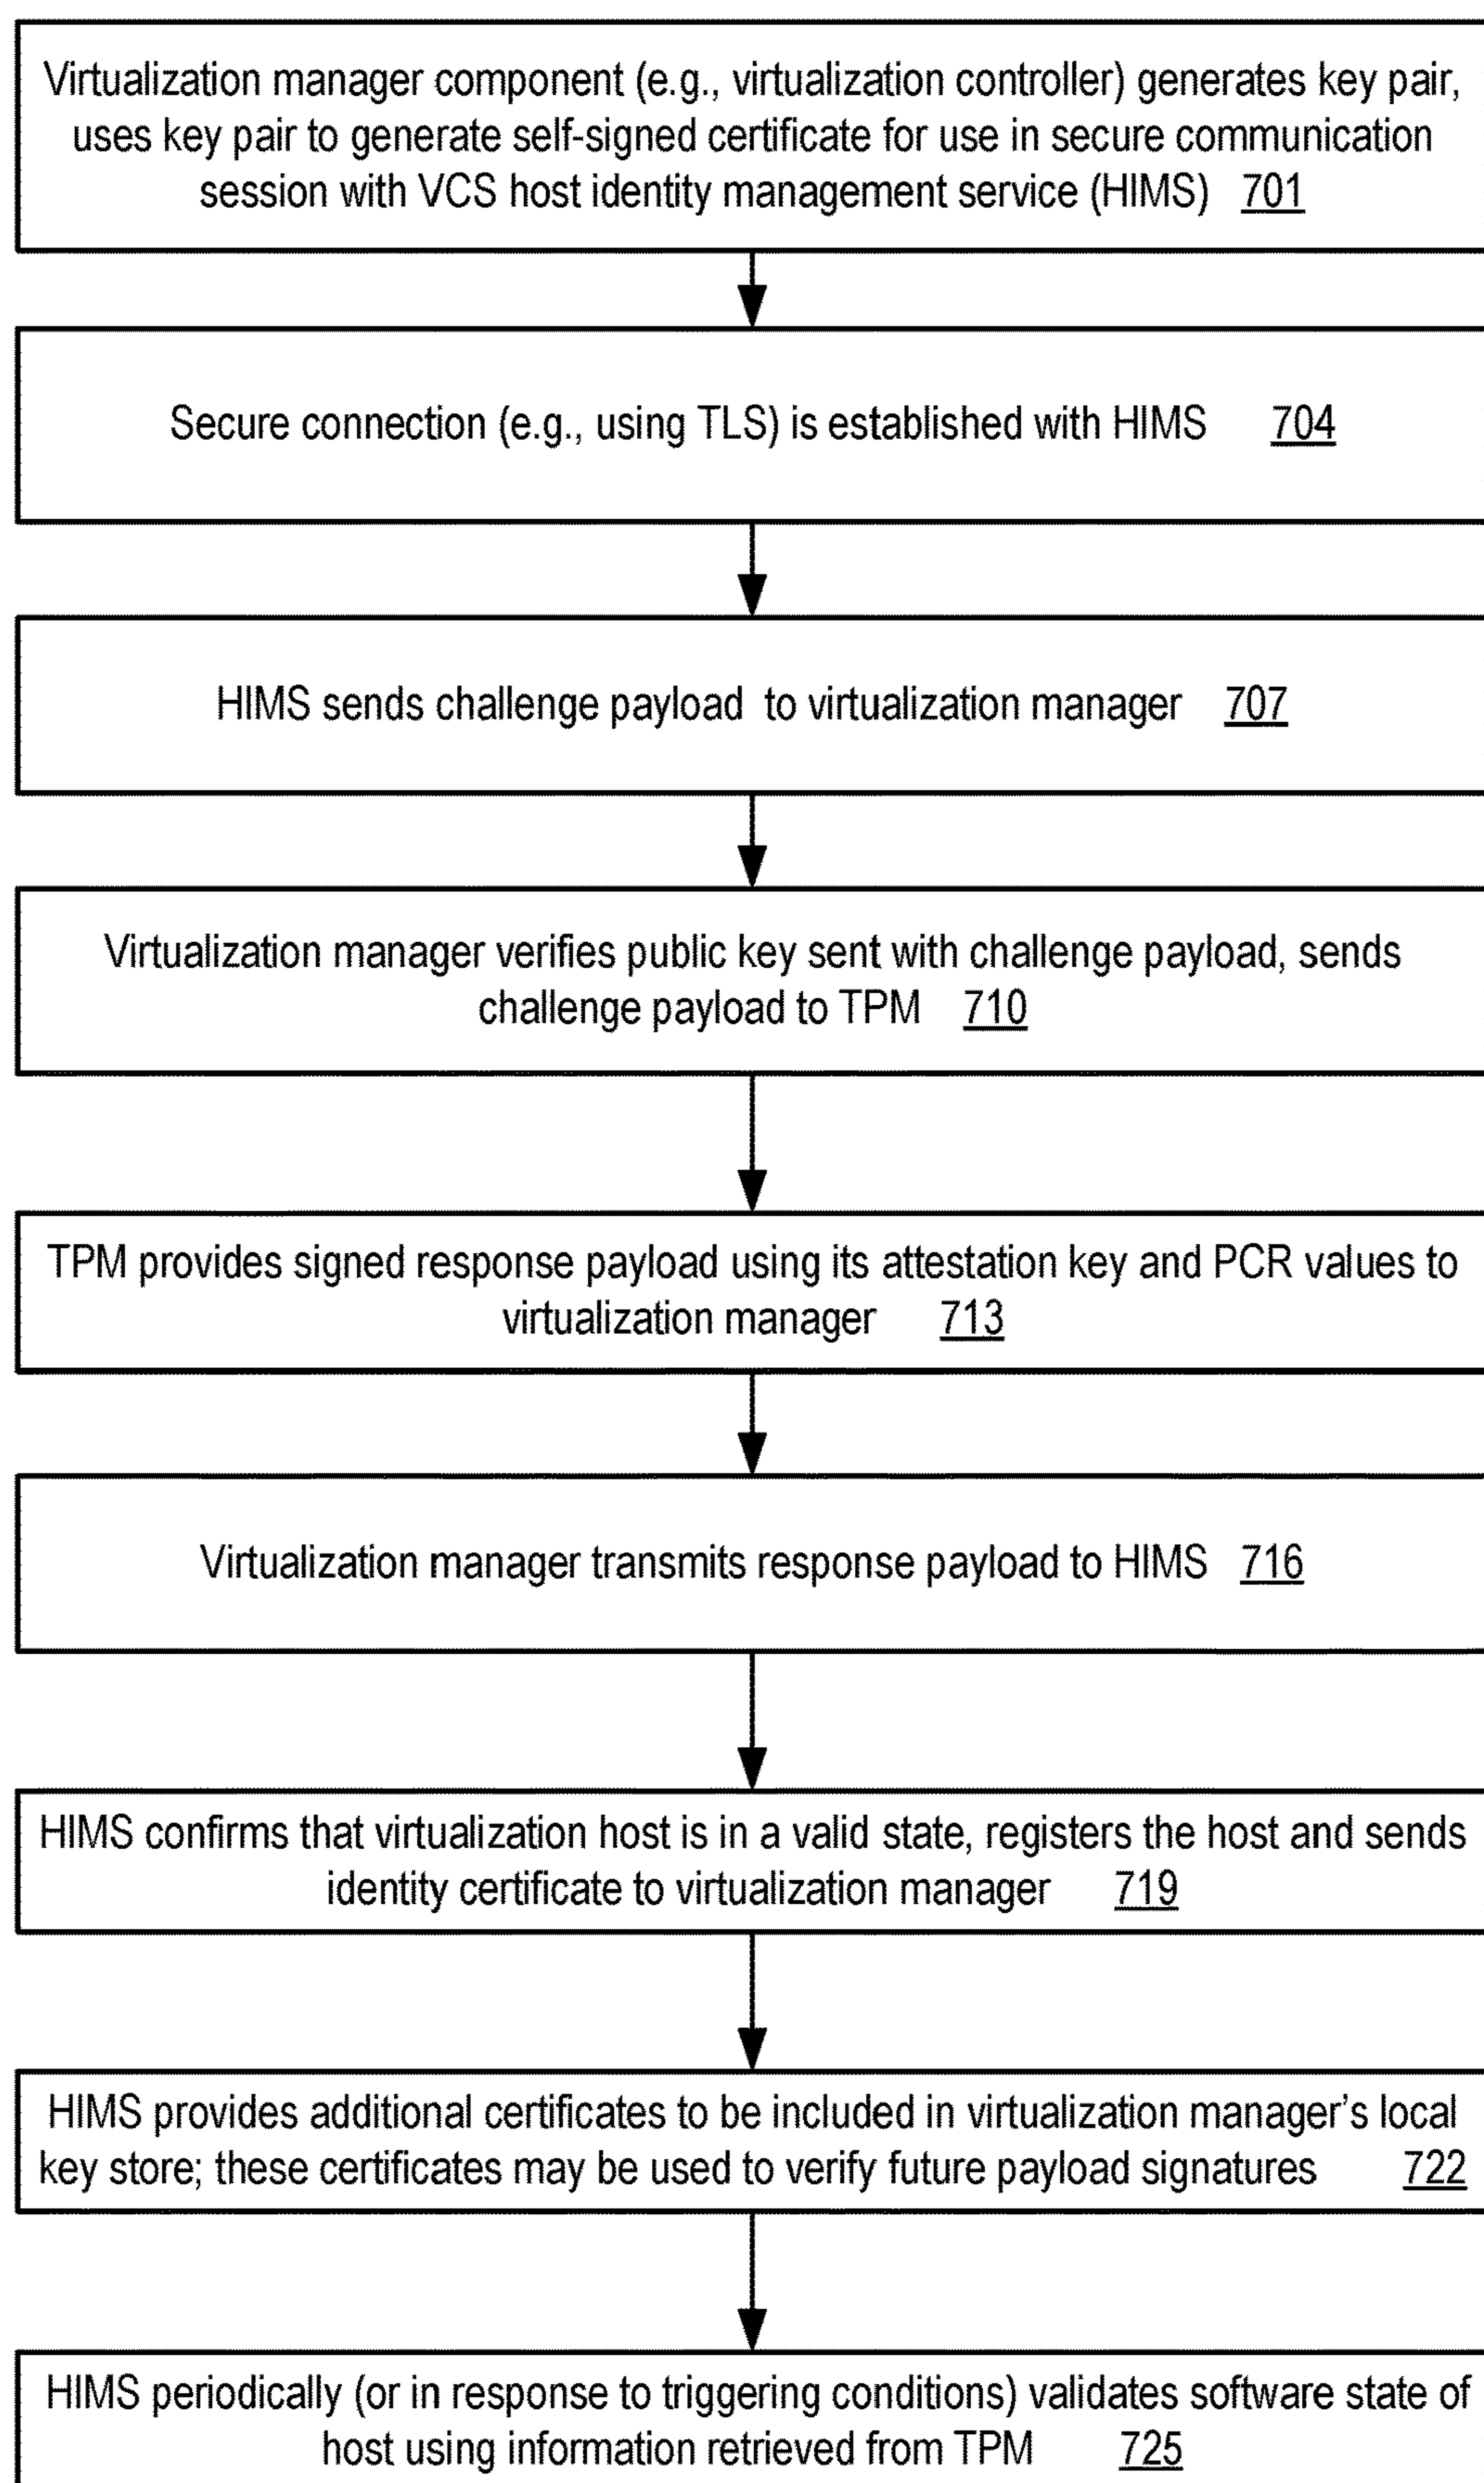 Virtualization manager component (e.g., virtualization controller) generates key pair,
uses key pair to generate self-signed certificate for use in secure communication
session with VCS host identity management service (HIMS) 701
Secure connection (e.g., using TLS) is established with HIMS 704
HIMS sends challenge payload to virtualization manager 707
Virtualization manager verifies public key sent with challenge payload, sends
challenge payload to TPM 710
TPM provides signed response payload using its attestation key and PCR values to
virtualization manager 713
Virtualization manager transmits response payload to HIMS 716
HIMS confirms that virtualization host is in a valid state, registers the host and sends
identity certificate to virtualization manager 719
HIMS provides additional certificates to be included in virtualization manager’s local
key store; these certificates may be used to verify future payload signatures 722
HIMS periodically (or in response to triggering conditions) validates software state of
host using information retrieved from TPM 725